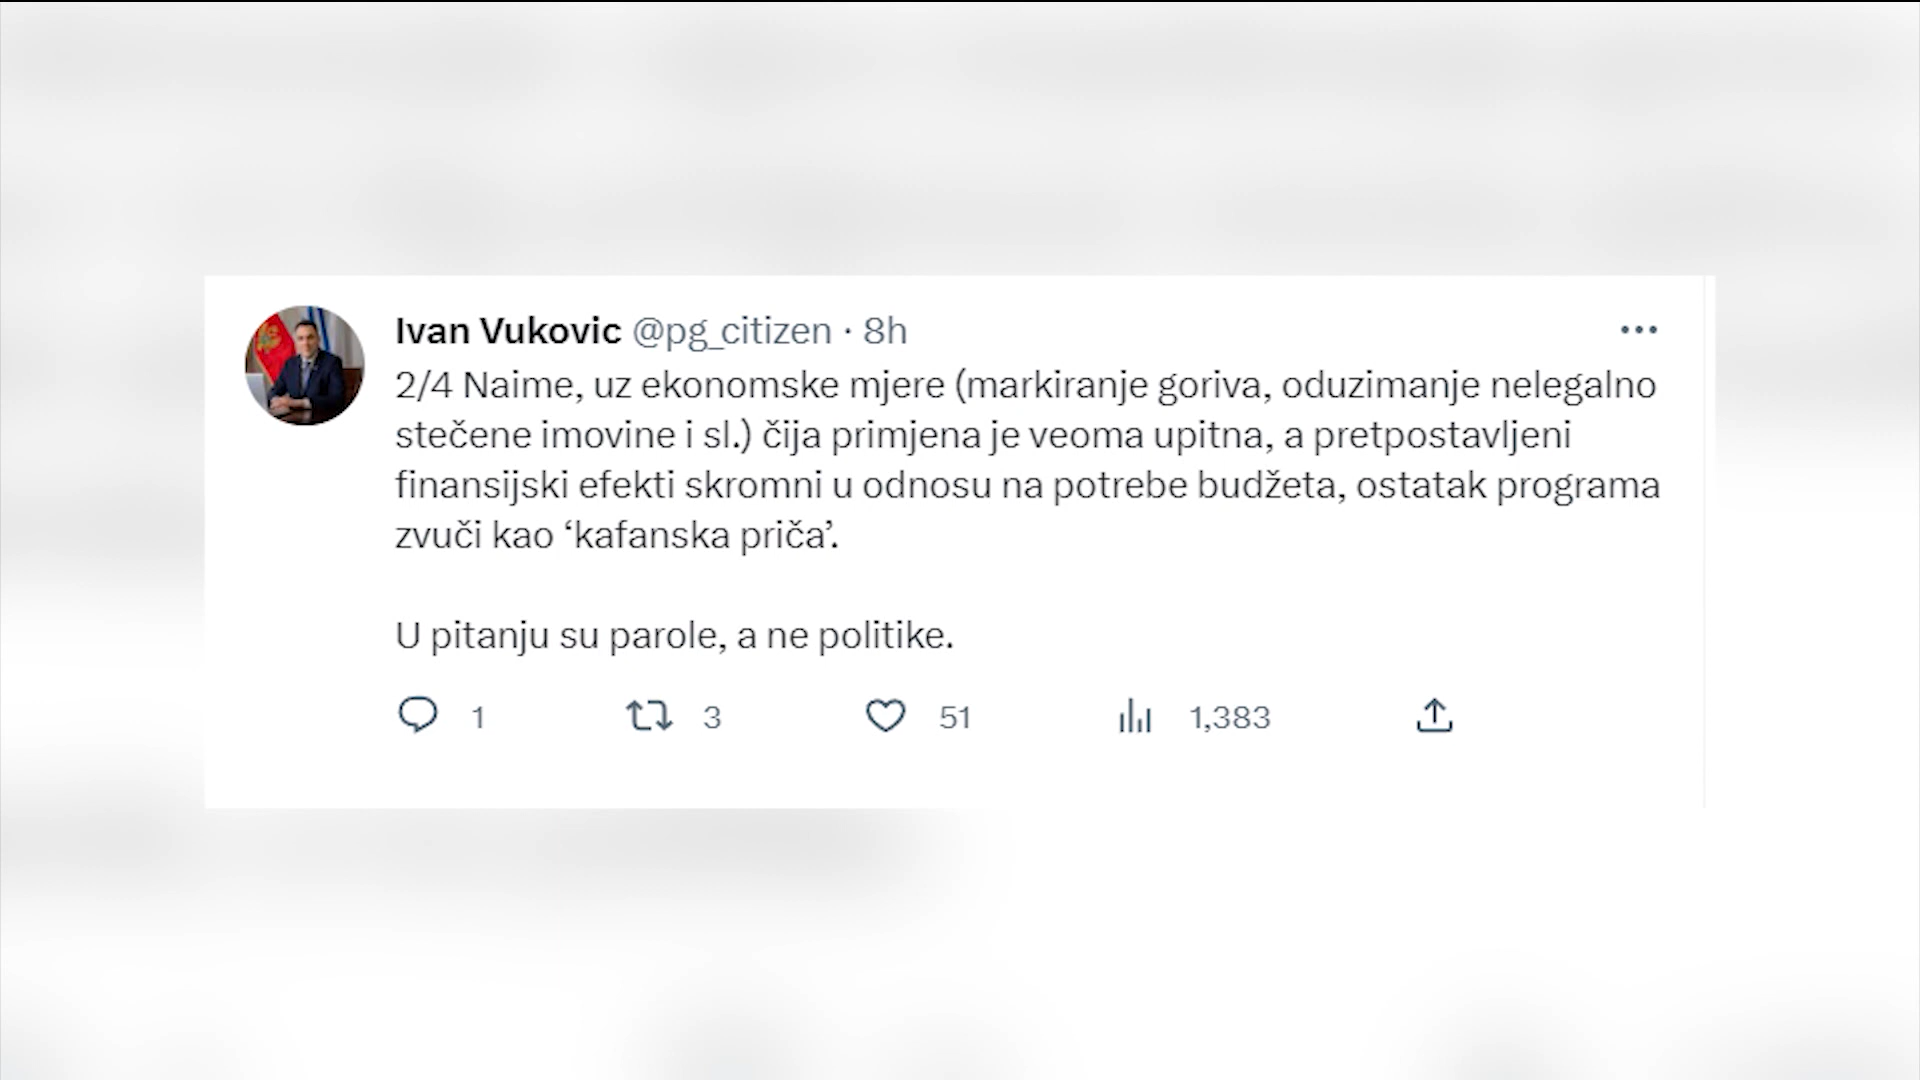 Ivan Vukovic @pg_citizen · 8h
2/4 Naime, uz ekonomske mjere (markiranje goriva, oduzimanje nelegalno
stečene imovine i sl.) čija primjena je veoma upitna, a pretpostavljeni
finansijski efekti skromni u odnosu na potrebe budžeta, ostatak programa
zvuči kao ‘kafanska priča’.
U pitanju su parole, a ne politike.
1 3 51 1,383